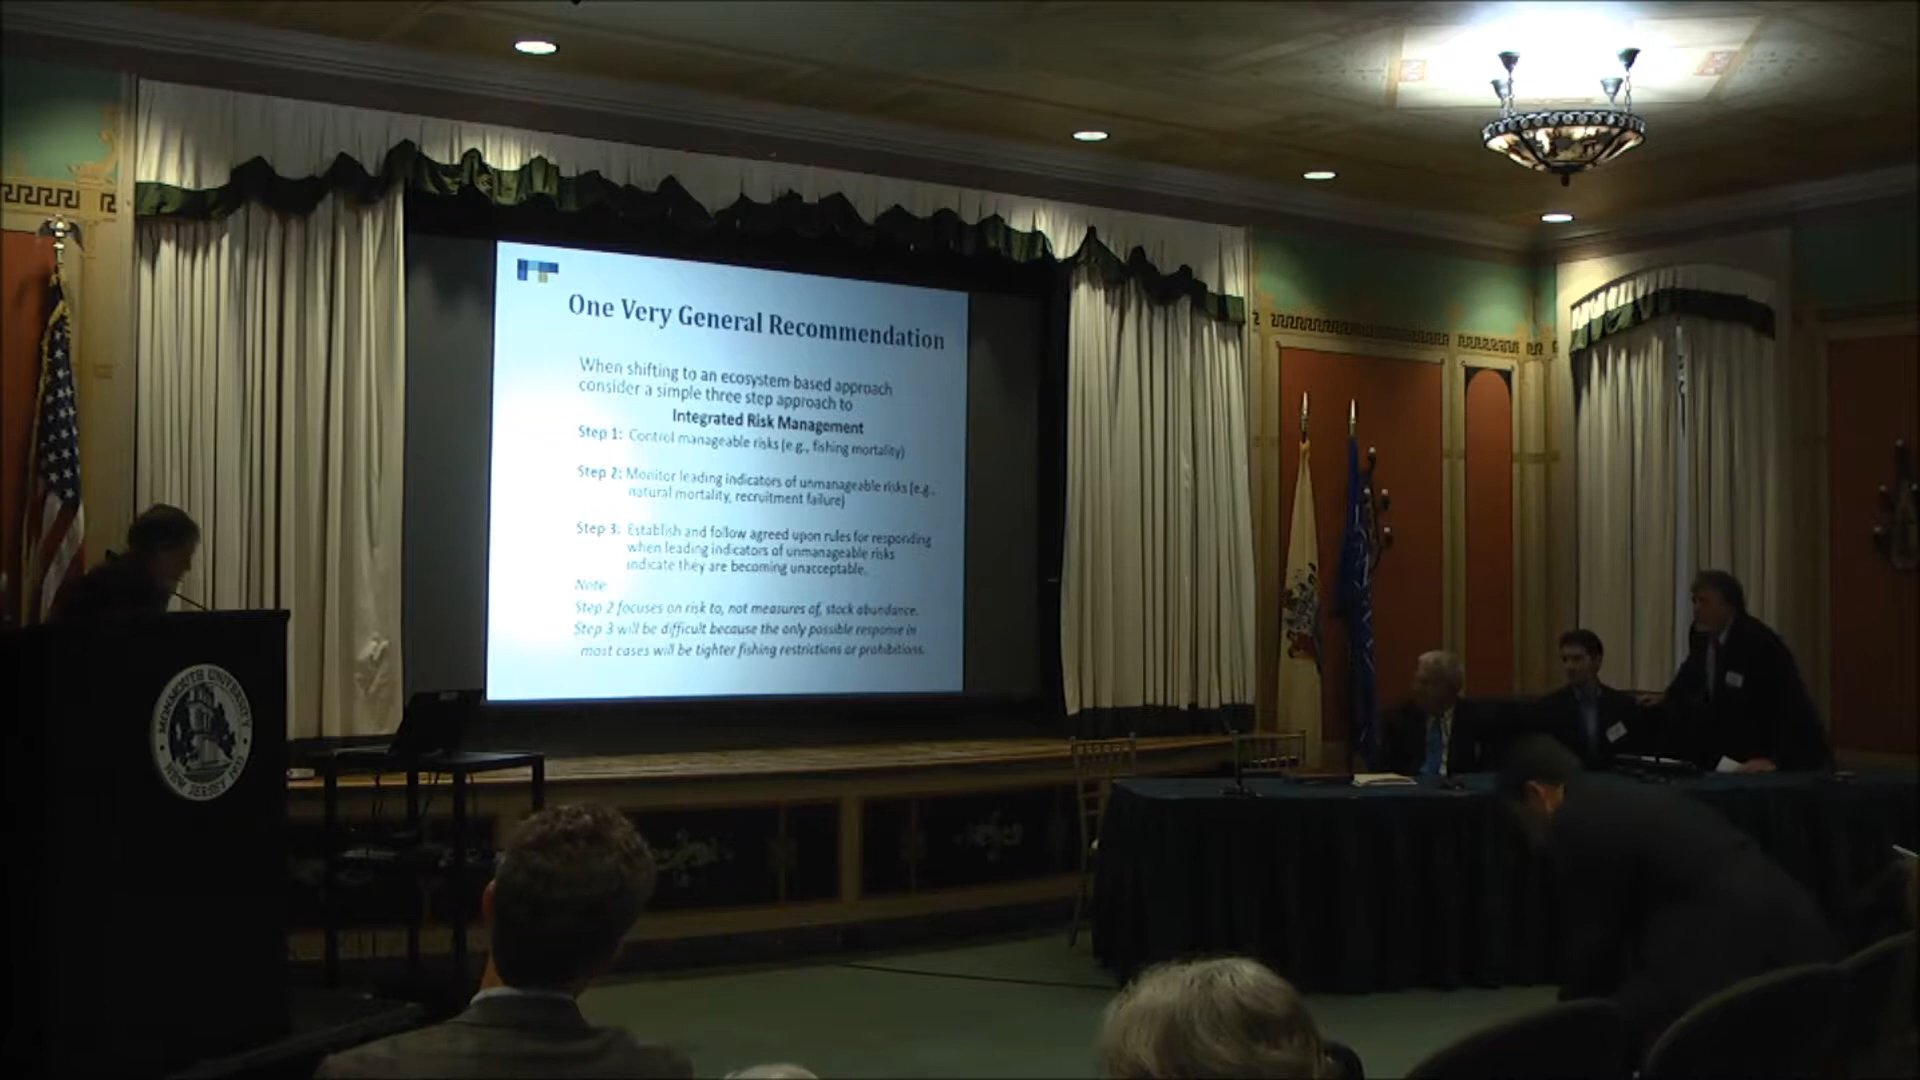 One Very General Recommendation
When shifting to an ecosystem-based approach
consider a simple three step approach to
Integrated Risk Management
Step 1: Control manageable risks (e.g., fishing mortality)
Step 2: Monitor leading indicators of unmanageable risks (e.g.,
natural mortality, recruitment failure)
Step 3: Establish and follow agreed upon rules for responding
when leading indicators of unmanageable risks
indicate they are becoming unacceptable.
Note
Step 2 focuses on risk to, not measures of, stock abundance.
Step 3 will be difficult because the only possible response in
most cases will be tighter fishing restrictions or prohibitions.
MONMOUTH UNIVERSITY
NEW JERSEY